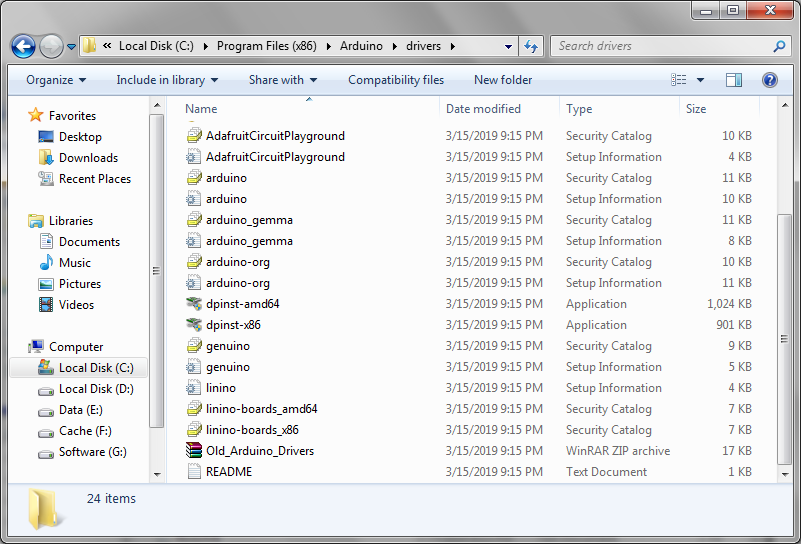 « Local Disk (C:) Program Files (x86) Arduino drivers Search drivers
Organize Include in library Share with Compatibility files New folder
Favorites
Desktop
Downloads
Recent Places
Libraries
Documents
Music
Pictures
Videos
Computer
Local Disk (C:)
Local Disk (D:)
Data (E:)
Cache (F:)
Software (G:)
Name Date modified Type Size
AdafruitCircuitPlayground 3/15/2019 9:15 PM Security Catalog 10 KB
AdafruitCircuitPlayground 3/15/2019 9:15 PM Setup Information 4 KB
arduino 3/15/2019 9:15 PM Security Catalog 11 KB
arduino 3/15/2019 9:15 PM Setup Information 10 KB
arduino_gemma 3/15/2019 9:15 PM Security Catalog 11 KB
arduino_gemma 3/15/2019 9:15 PM Setup Information 8 KB
arduino-org 3/15/2019 9:15 PM Security Catalog 10 KB
arduino-org 3/15/2019 9:15 PM Setup Information 11 KB
dpinst-amd64 3/15/2019 9:15 PM Application 1,024 KB
dpinst-x86 3/15/2019 9:15 PM Application 901 KB
genuino 3/15/2019 9:15 PM Security Catalog 9 KB
genuino 3/15/2019 9:15 PM Setup Information 5 KB
linino 3/15/2019 9:15 PM Setup Information 4 KB
linino-boards_amd64 3/15/2019 9:15 PM Security Catalog 7 KB
linino-boards_x86 3/15/2019 9:15 PM Security Catalog 7 KB
Old_Arduino_Drivers 3/15/2019 9:15 PM WinRAR ZIP archive 17 KB
README 3/15/2019 9:15 PM Text Document 1 KB
24 items